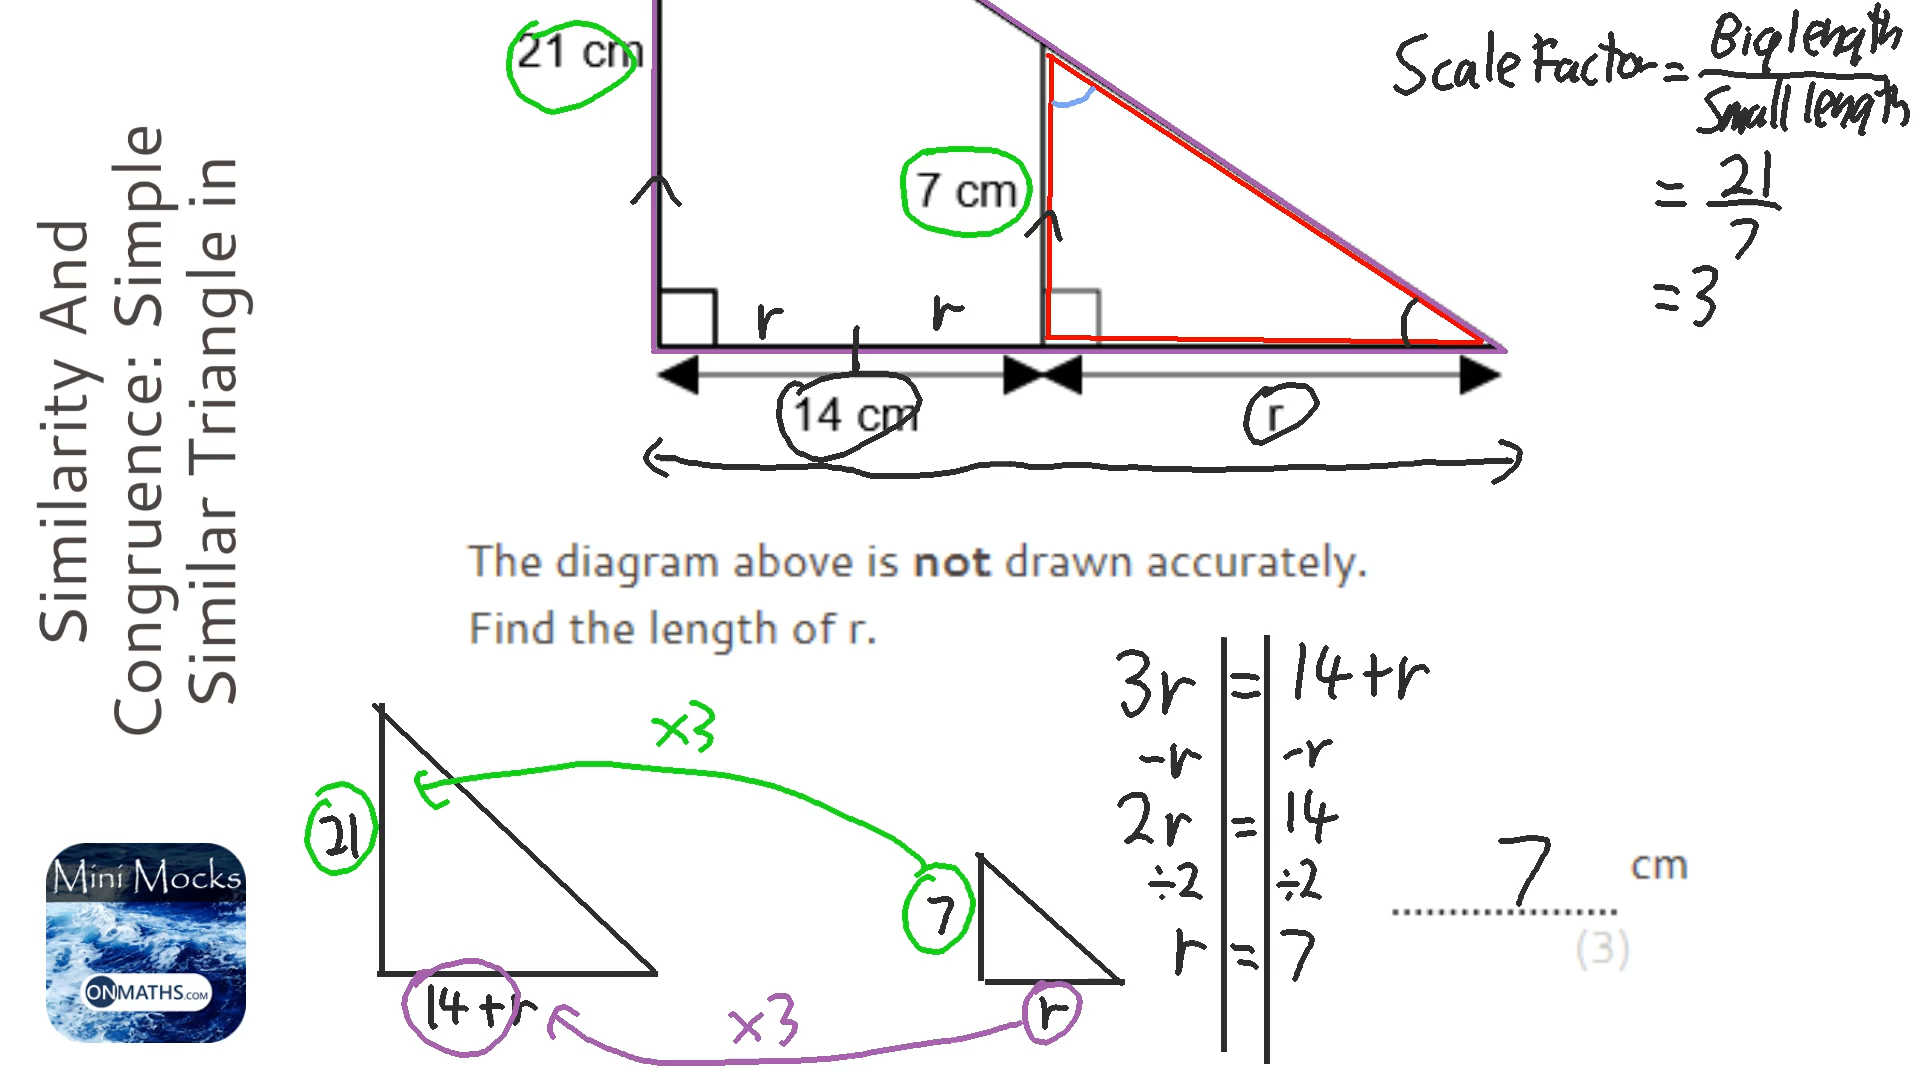 Similarity And
Congruence: Simple
Similar Triangle in
21 cm
7 cm
r r
14 cm
r
Scale Factor = Big length
Small length
= 21
7
= 3
The diagram above is not drawn accurately.
Find the length of r.
×3
21
7
14+r
×3
r
3r = 14+r
-r -r
2r = 14
÷2 ÷2
r = 7
7 cm
(3)
Mini Mocks
ONMATHS.COM